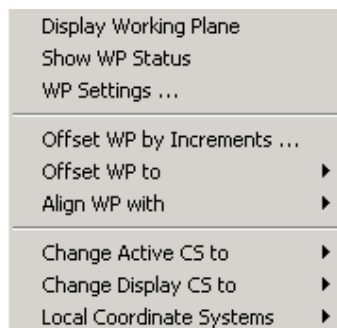 Display Working Plane
Show WP Status
WP Settings ...
Offset WP by Increments ...
Offset WP to
Align WP with
Change Active CS to
Change Display CS to
Local Coordinate Systems